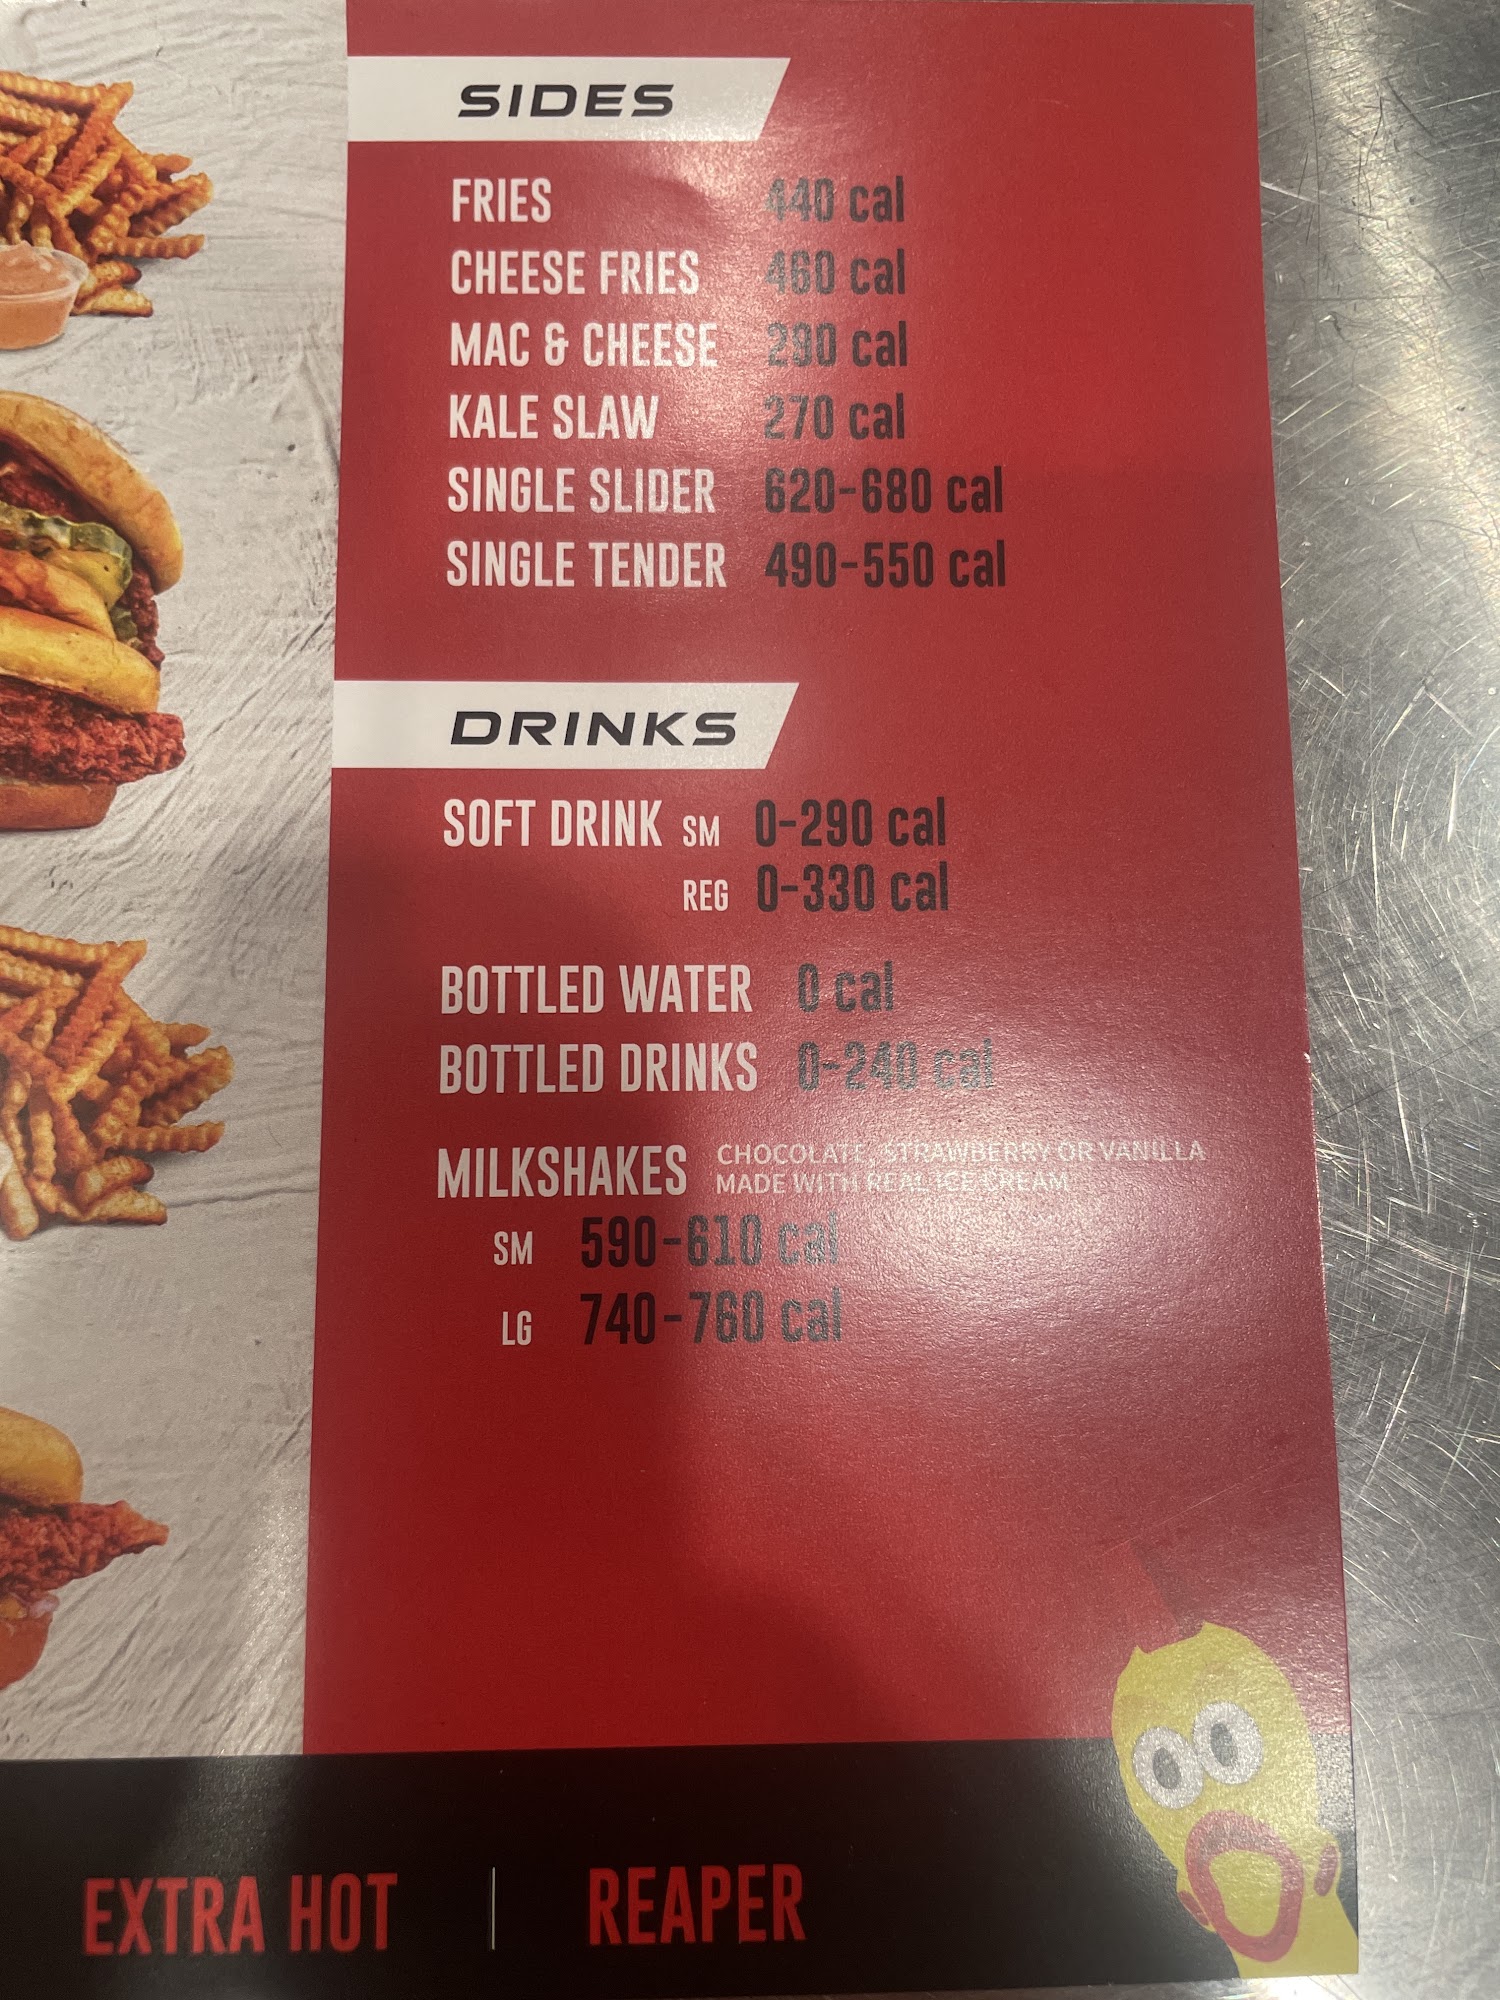 SIDES
FRIES 440 cal
CHEESE FRIES 460 cal
MAC & CHEESE 290 cal
KALE SLAW 270 cal
SINGLE SLIDER 620-680 cal
SINGLE TENDER 490-550 cal
DRINKS
SOFT DRINK SM 0-290 cal
REG 0-330 cal
BOTTLED WATER 0 cal
BOTTLED DRINKS 0-240 cal
MILKSHAKES CHOCOLATE, STRAWBERRY OR VANILLA
MADE WITH REAL ICE CREAM
SM 590-610 cal
LG 740-760 cal
EXTRA HOT | REAPER